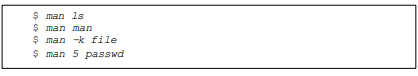 $ man ls
$ man man
$ man -k file
$ man 5 passwd